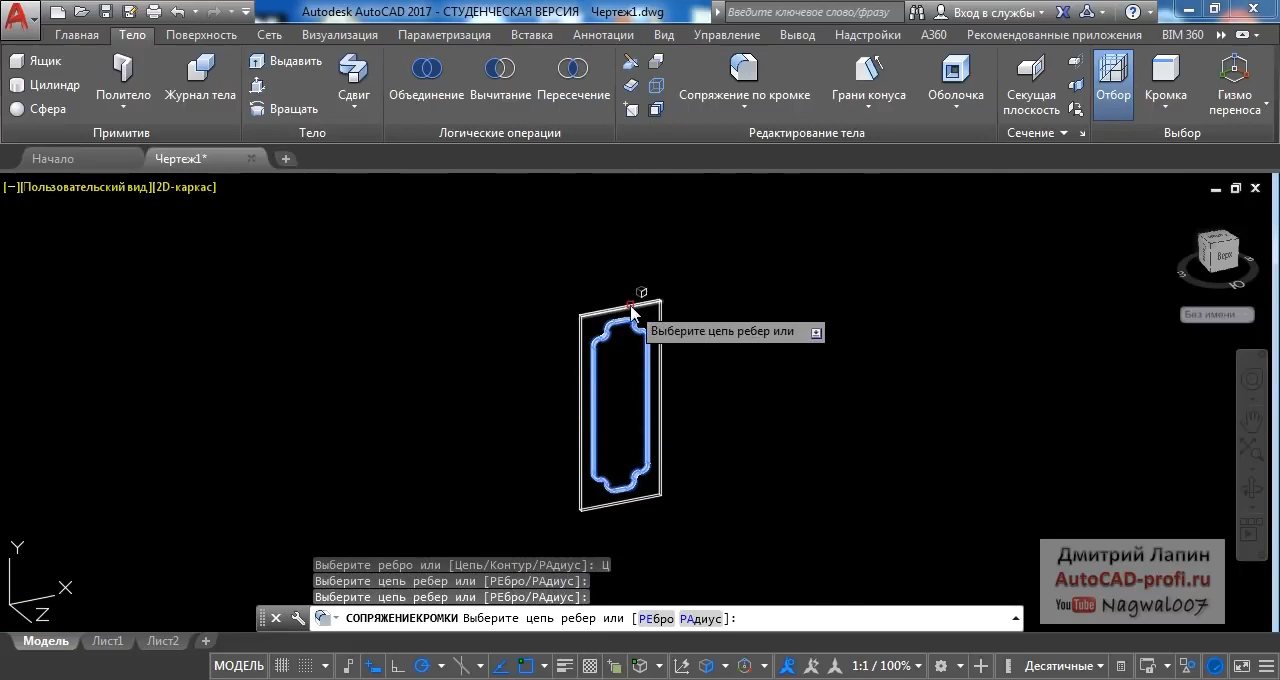 Autodesk AutoCAD 2017 - СТУДЕНЧЕСКАЯ ВЕРСИЯ Чертеж1.dwg
Введите ключевое слово/фразу
Вход в службы
Главная Тело Поверхность Сеть Визуализация Параметризация Вставка Аннотации Вид Управление Вывод Надстройки A360 Рекомендованные приложения BIM 360
Ящик
Цилиндр
Сфера
Политело
Журнал тела
Примитив
Выдавить
Вращать
Сдвиг
Тело
Объединение Вычитание Пересечение
Логические операции
Сопряжение по кромке
Грани конуса
Оболочка
Редактирование тела
Секущая
плоскость
Сечение
Отбор
Кромка
Гизмо
переноса
Выбор
Начало
Чертеж1*
[−][Пользовательский вид][2D-каркас]
Верх
Ю
Без имени
Выберите цепь ребер или
Y
X
Z
Выберите ребро или [Цепь/Контур/РАдиус]: Ц
Выберите цепь ребер или [РЕбро/РАдиус]:
Выберите цепь ребер или [РЕбро/РАдиус]:
СОПРЯЖЕНИЕКРОМКИ Выберите цепь ребер или [РЕбро РАдиус]:
Дмитрий Лапин
AutoCAD-profi.ru
YouTube Nagwal007
Модель Лист1 Лист2 +
МОДЕЛЬ
1:1 / 100%
Десятичные